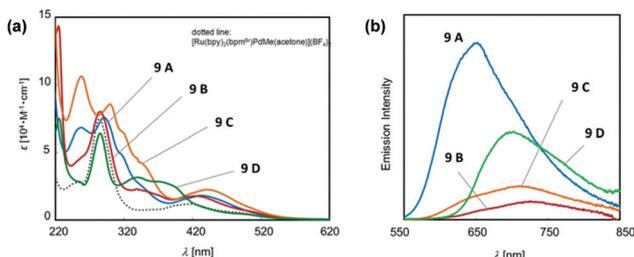 (a)
15
10
5
0
ε [10⁴·M⁻¹·cm⁻¹]
dotted line:
[Ru(bpy)₂(bpm)PdMe(acetone)](BF₄)
9 A
9 B
9 C
9 D
220 320 420 520 620
λ [nm]
(b)
Emission Intensity
9 A
9 C
9 D
9 B
550 650 750 850
λ [nm]